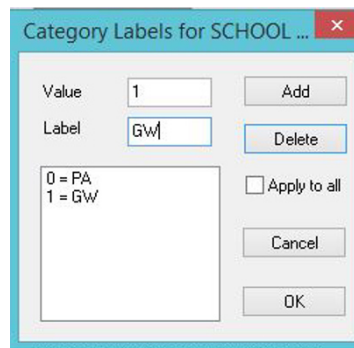 Category Labels for SCHOOL ...
Value 1 Add
Label GW Delete
0 = PA
1 = GW
Apply to all
Cancel
OK